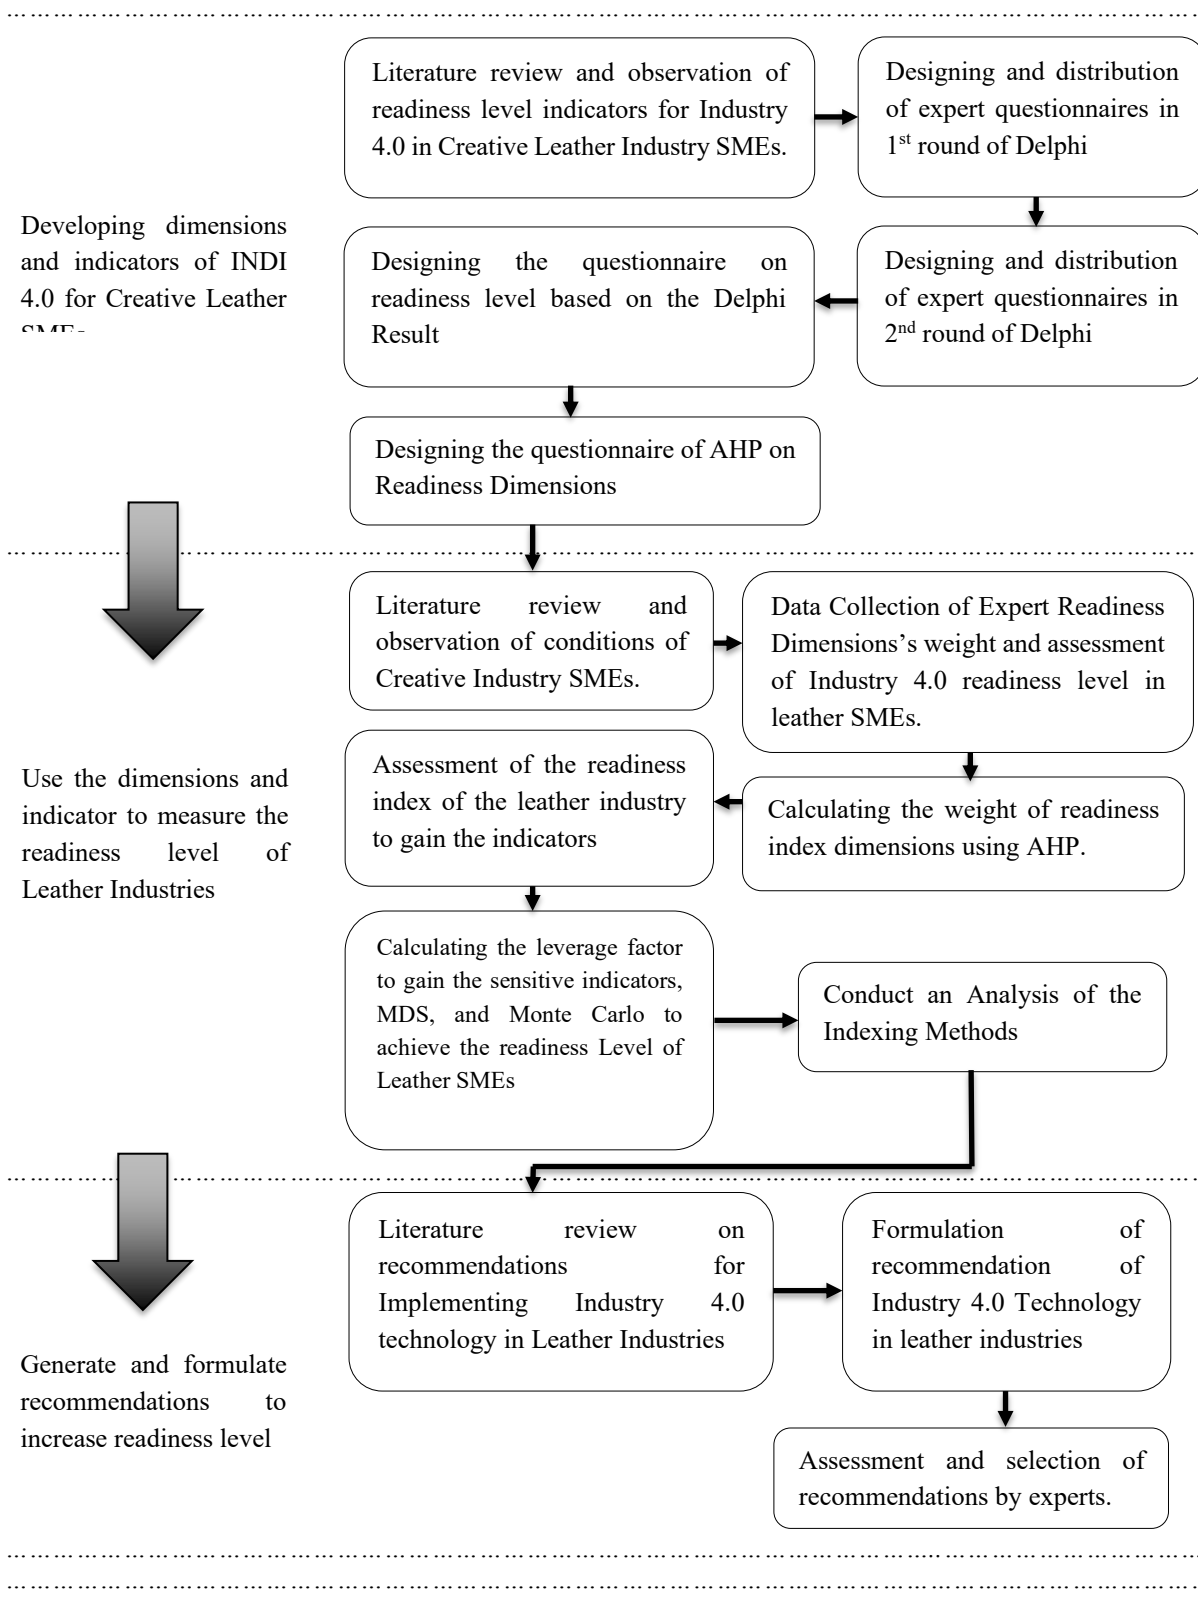 Literature review and observation of
readiness level indicators for Industry
4.0 in Creative Leather Industry SMEs.
Designing and distribution
of expert questionnaires in
1st round of Delphi
Developing dimensions
and indicators of INDI
4.0 for Creative Leather
SMEs
Designing the questionnaire on
readiness level based on the Delphi
Result
Designing and distribution
of expert questionnaires in
2nd round of Delphi
Designing the questionnaire of AHP on
Readiness Dimensions
Literature review and
observation of conditions of
Creative Industry SMEs.
Data Collection of Expert Readiness
Dimensions’s weight and assessment
of Industry 4.0 readiness level in
leather SMEs.
Use the dimensions and
indicator to measure the
readiness level of
Leather Industries
Assessment of the readiness
index of the leather industry
to gain the indicators
Calculating the weight of readiness
index dimensions using AHP.
Calculating the leverage factor
to gain the sensitive indicators,
MDS, and Monte Carlo to
achieve the readiness Level of
Leather SMEs
Conduct an Analysis of the
Indexing Methods
Literature review on
recommendations for
Implementing Industry 4.0
technology in Leather Industries
Formulation of
recommendation of
Industry 4.0 Technology
in leather industries
Generate and formulate
recommendations to
increase readiness level
Assessment and selection of
recommendations by experts.